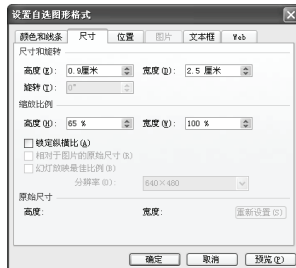 设置自选图形格式
颜色和线条 尺寸 位置 图片 文本框 Web
尺寸和旋转
高度(E): 0.9厘米 宽度(D): 2.5 厘米
旋转(T): 0°
缩放比例
高度(H): 65 % 宽度(W): 100 %
锁定纵横比(A)
相对于图片的原始尺寸(R)
幻灯放映最佳比例(B)
分辨率(O): 640×480
原始尺寸
高度: 宽度: 重新设置(S)
确定 取消 预览(P)